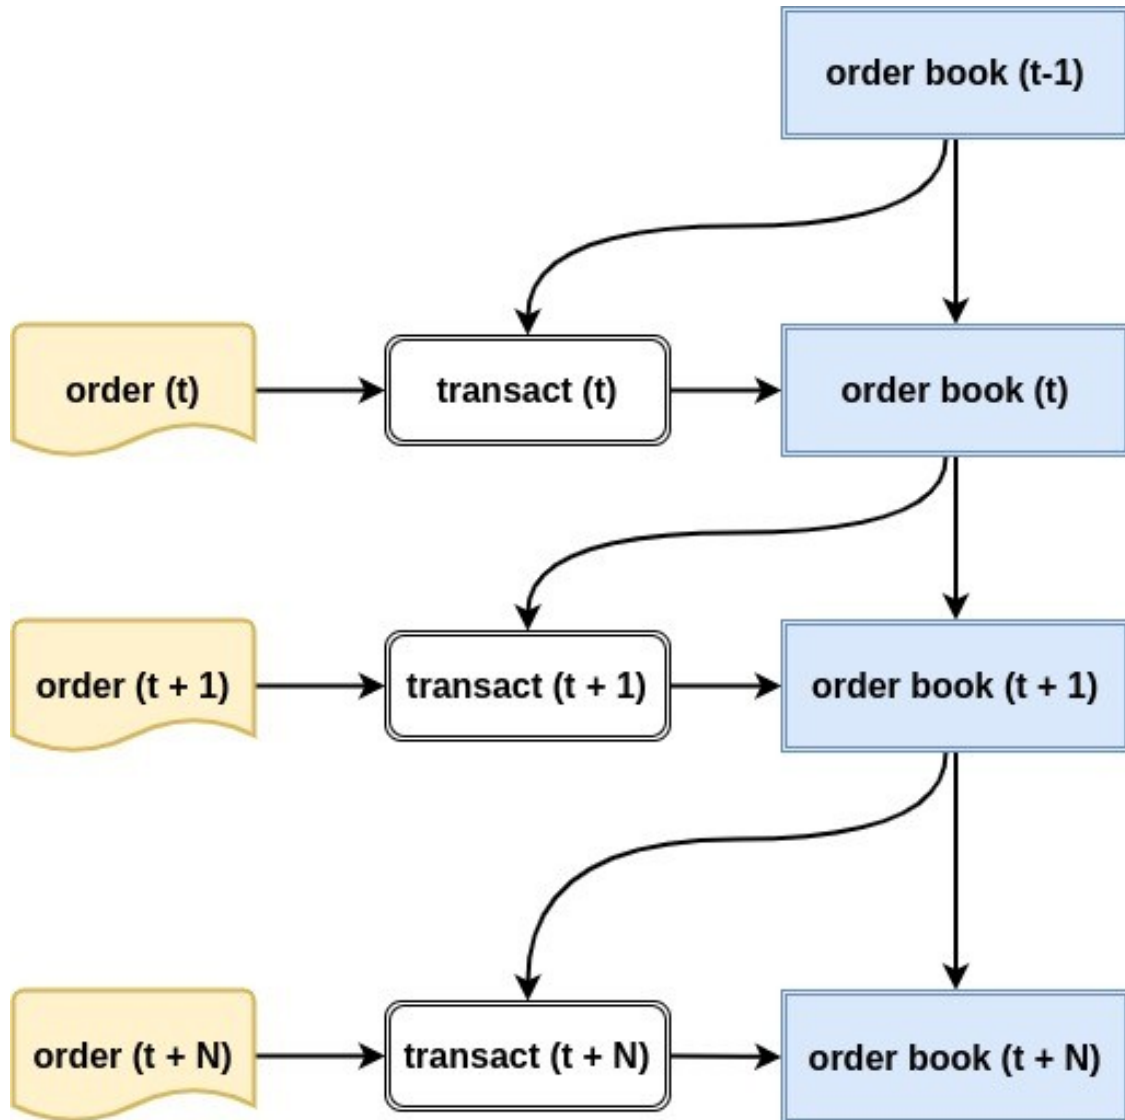 order book (t-1)
order (t)
transact (t)
order book (t)
order (t + 1)
transact (t + 1)
order book (t + 1)
order (t + N)
transact (t + N)
order book (t + N)